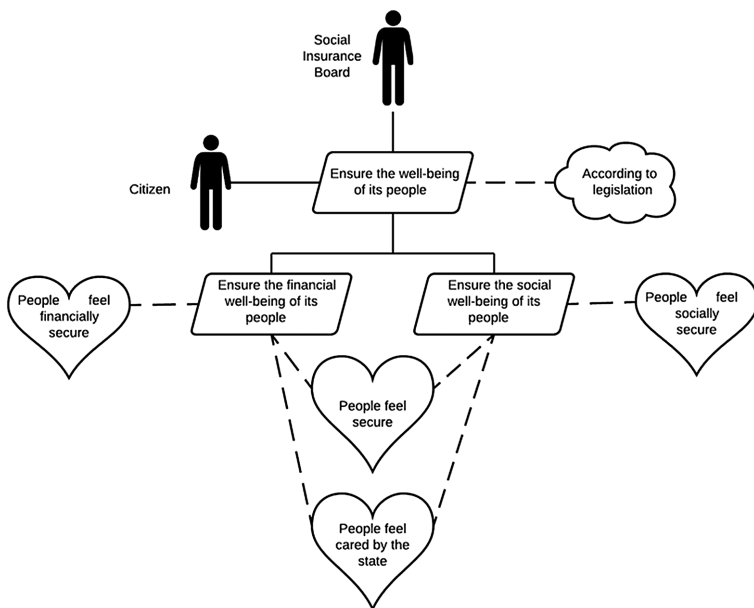 Social
Insurance
Board
Citizen
Ensure the well-being
of its people
According to
legislation
People feel
financially
secure
Ensure the financial
well-being of its
people
Ensure the social
well-being of its
people
People feel
socially
secure
People feel
secure
People feel
cared by the
state